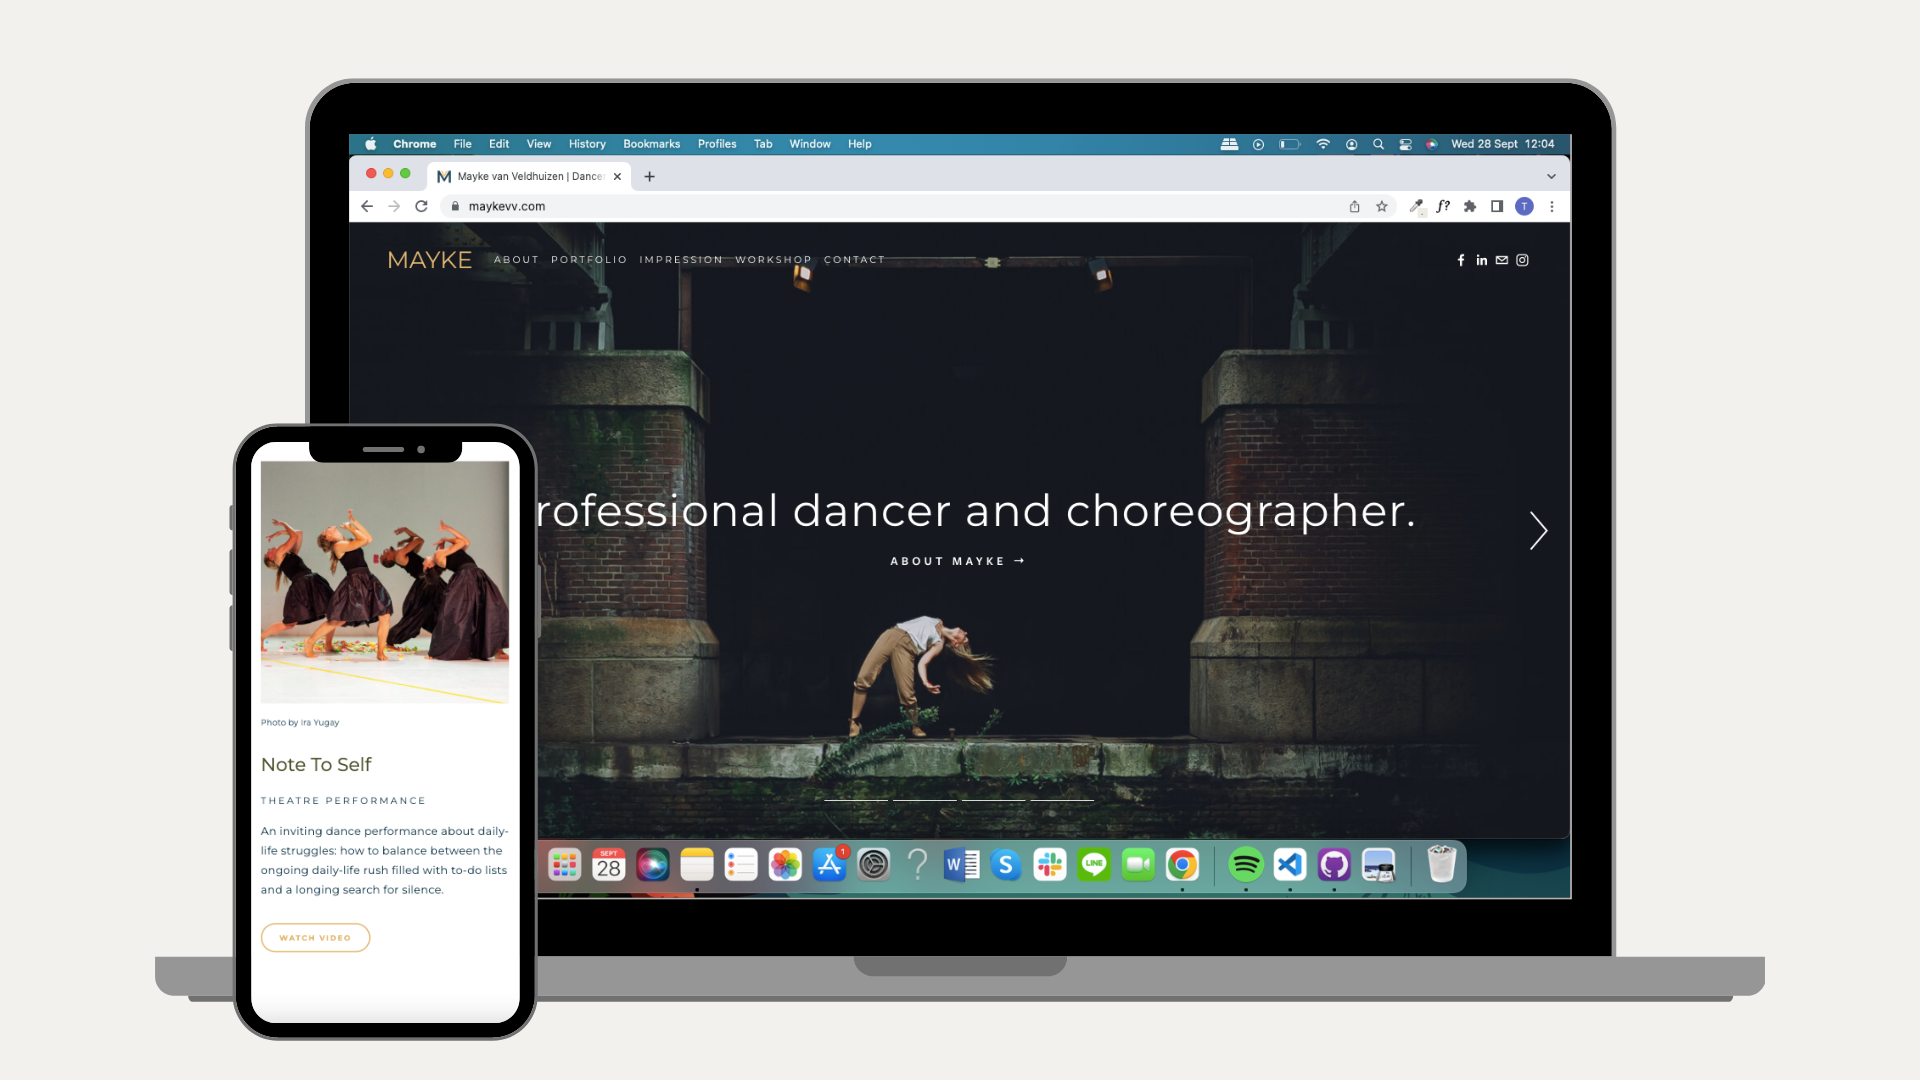 Chrome File Edit View History Bookmarks Profiles Tab Window Help Wed 28 Sept 12:04
Mayke van Veldhuizen | Dancer
maykevv.com
T
MAYKE ABOUT PORTFOLIO IMPRESSION WORKSHOP CONTACT
rofessional dancer and choreographer.
ABOUT MAYKE →
SEPT
28
1
W
S
LINE
Photo by Ira Yugay
Note To Self
THEATRE PERFORMANCE
An inviting dance performance about daily-
life struggles: how to balance between the
ongoing daily-life rush filled with to-do lists
and a longing search for silence.
WATCH VIDEO